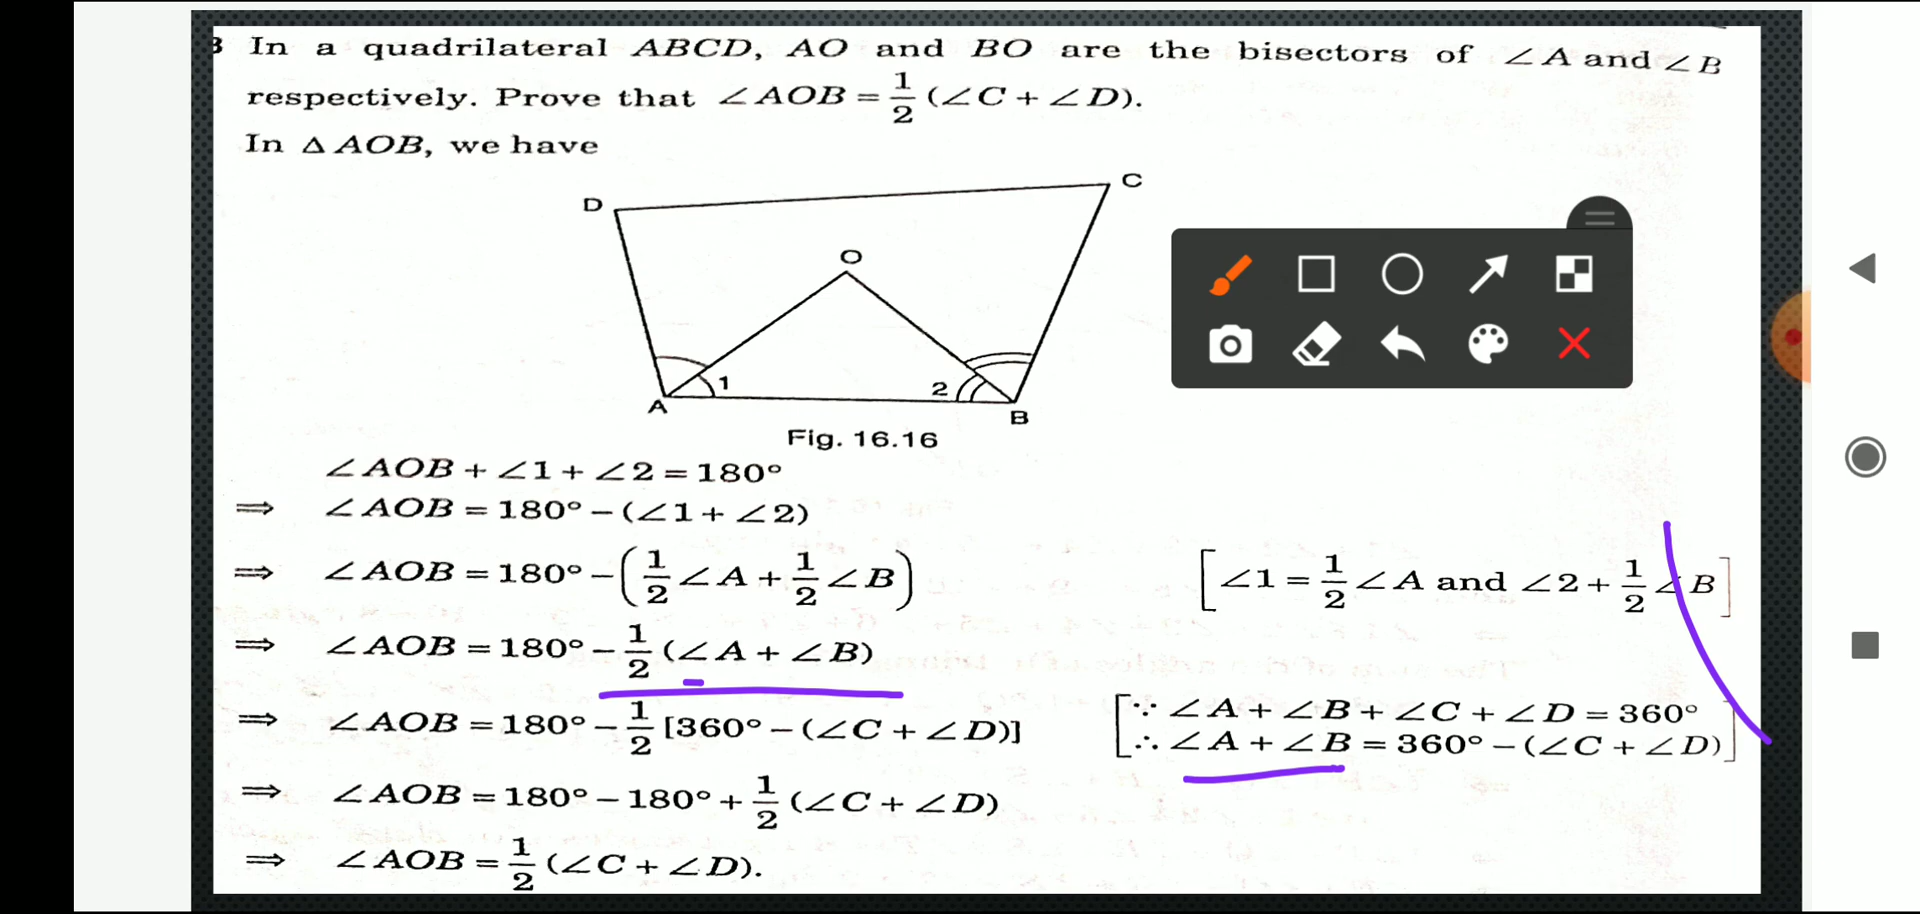 3 In a quadrilateral ABCD, AO and BO are the bisectors of ∠A and ∠B
respectively. Prove that ∠AOB = 1/2 (∠C + ∠D).
In Δ AOB, we have
D
C
O
1
2
A
B
Fig. 16.16
∠AOB + ∠1 + ∠2 = 180°
⇒ ∠AOB = 180° − (∠1 + ∠2)
⇒ ∠AOB = 180° − (1/2 ∠A + 1/2 ∠B) [∠1 = 1/2 ∠A and ∠2 + 1/2 ∠B]
⇒ ∠AOB = 180° − 1/2 (∠A + ∠B)
⇒ ∠AOB = 180° − 1/2 [360° − (∠C + ∠D)] [∵ ∠A + ∠B + ∠C + ∠D = 360°
∴ ∠A + ∠B = 360° − (∠C + ∠D)]
⇒ ∠AOB = 180° − 180° + 1/2 (∠C + ∠D)
⇒ ∠AOB = 1/2 (∠C + ∠D).